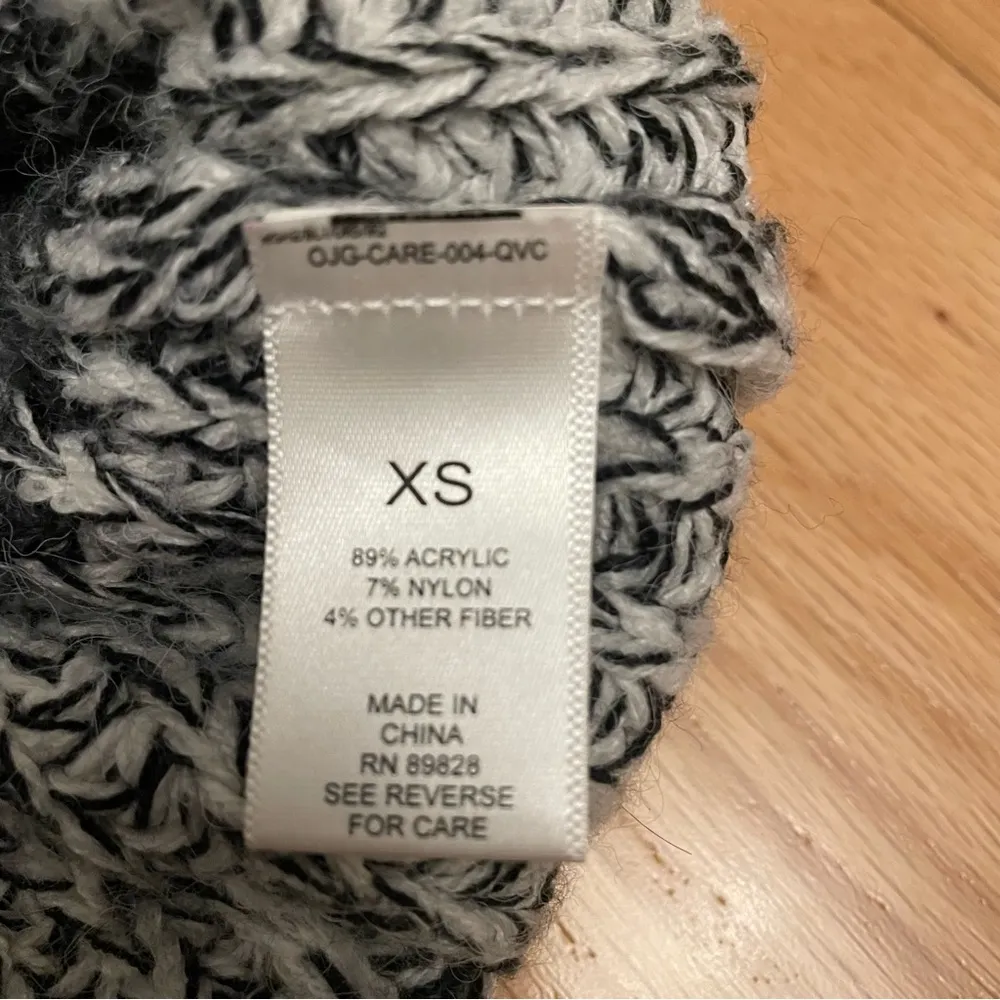 OJG-CARE-004-QVC
XS
89% ACRYLIC
7% NYLON
4% OTHER FIBER
MADE IN
CHINA
RN 89828
SEE REVERSE
FOR CARE